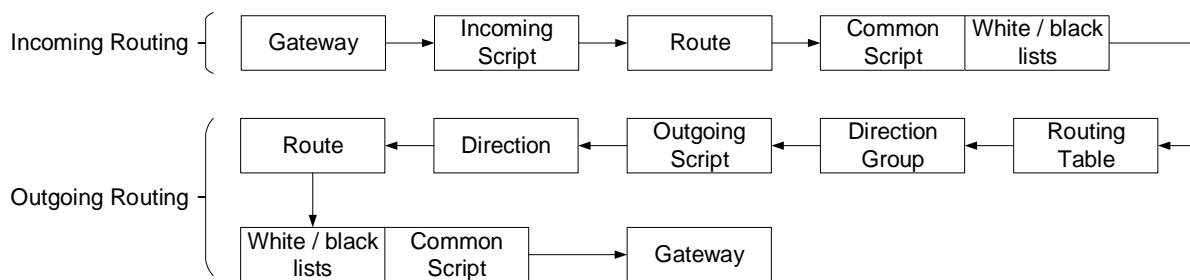 Incoming Routing
Gateway
Incoming
Script
Route
Common
Script
White / black
lists
Outgoing Routing
Route
Direction
Outgoing
Script
Direction
Group
Routing
Table
White / black
lists
Common
Script
Gateway